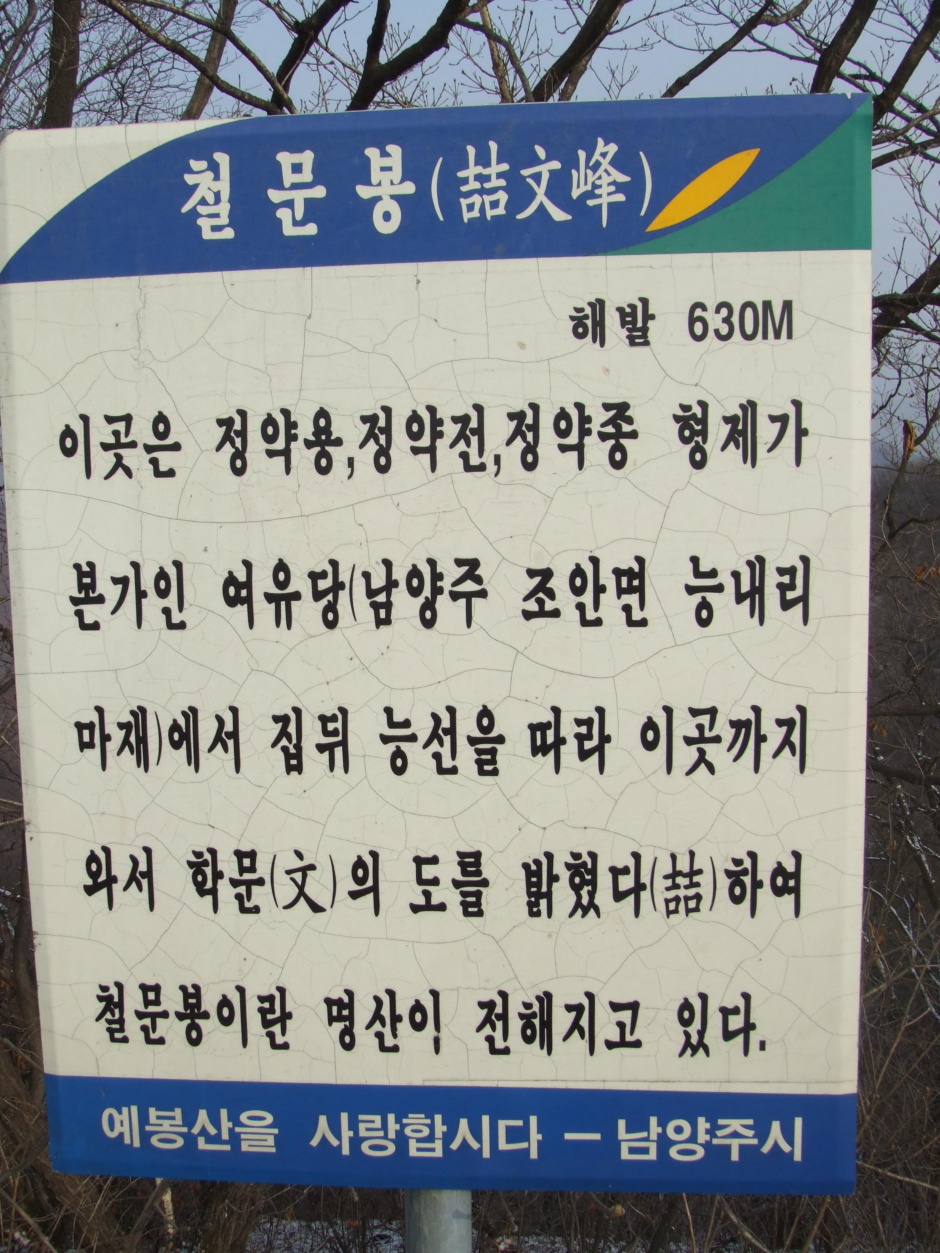 철문봉(喆文峰)
해발 630M
이곳은 정약용,정약전,정약종 형제가
본가인 여유당(남양주 조안면 능내리
마재)에서 집뒤 능선을 따라 이곳까지
와서 학문(文)의 도를 밝혔다(喆)하여
철문봉이란 명산이 전해지고 있다.
예봉산을 사랑합시다 – 남양주시